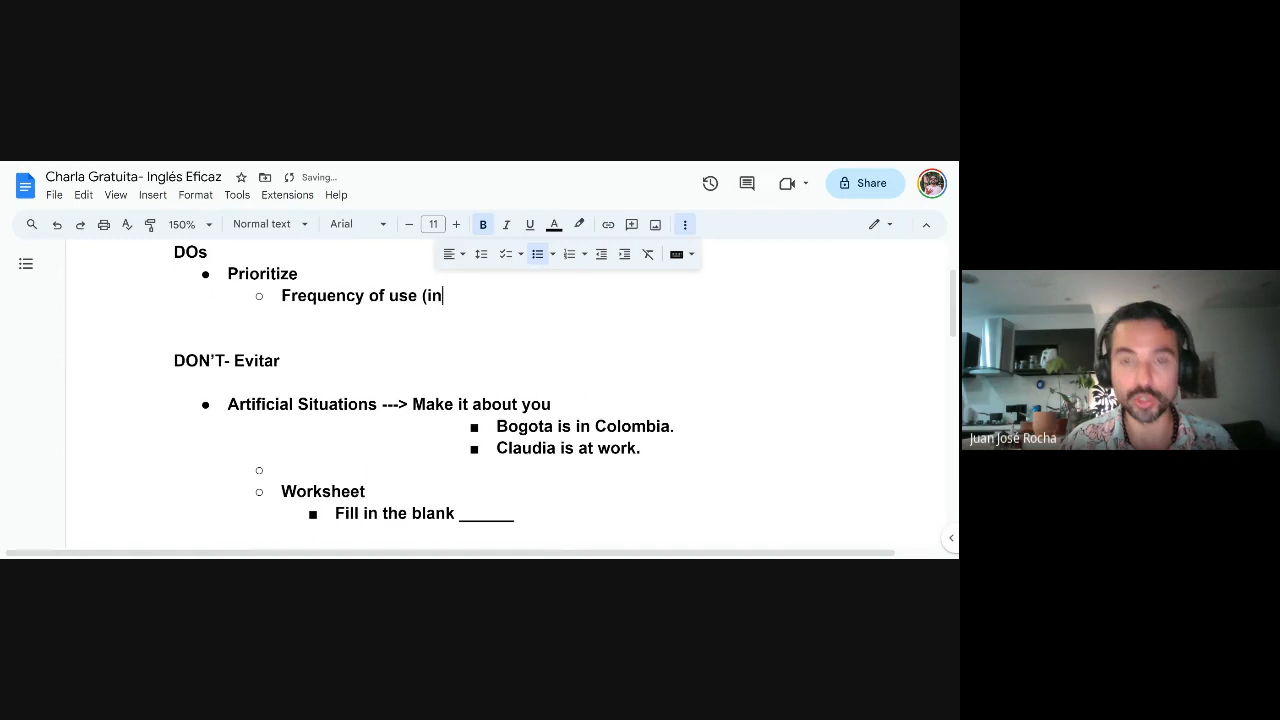 Charla Gratuita- Inglés Eficaz
Saving...
File Edit View Insert Format Tools Extensions Help
Share
150% Normal text Arial 11 B I U A
DOs
Prioritize
Frequency of use (in
DON'T- Evitar
Artificial Situations ---> Make it about you
Bogota is in Colombia.
Claudia is at work.
Worksheet
Fill in the blank ______
Juan José Rocha